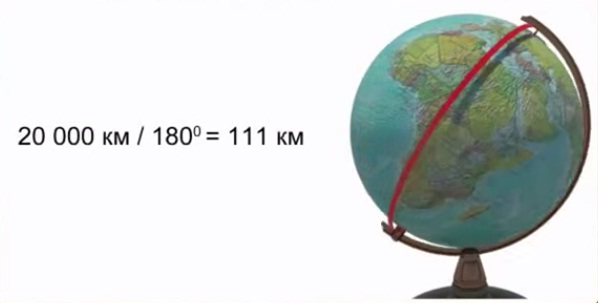 20 000 км / 180⁰ = 111 км